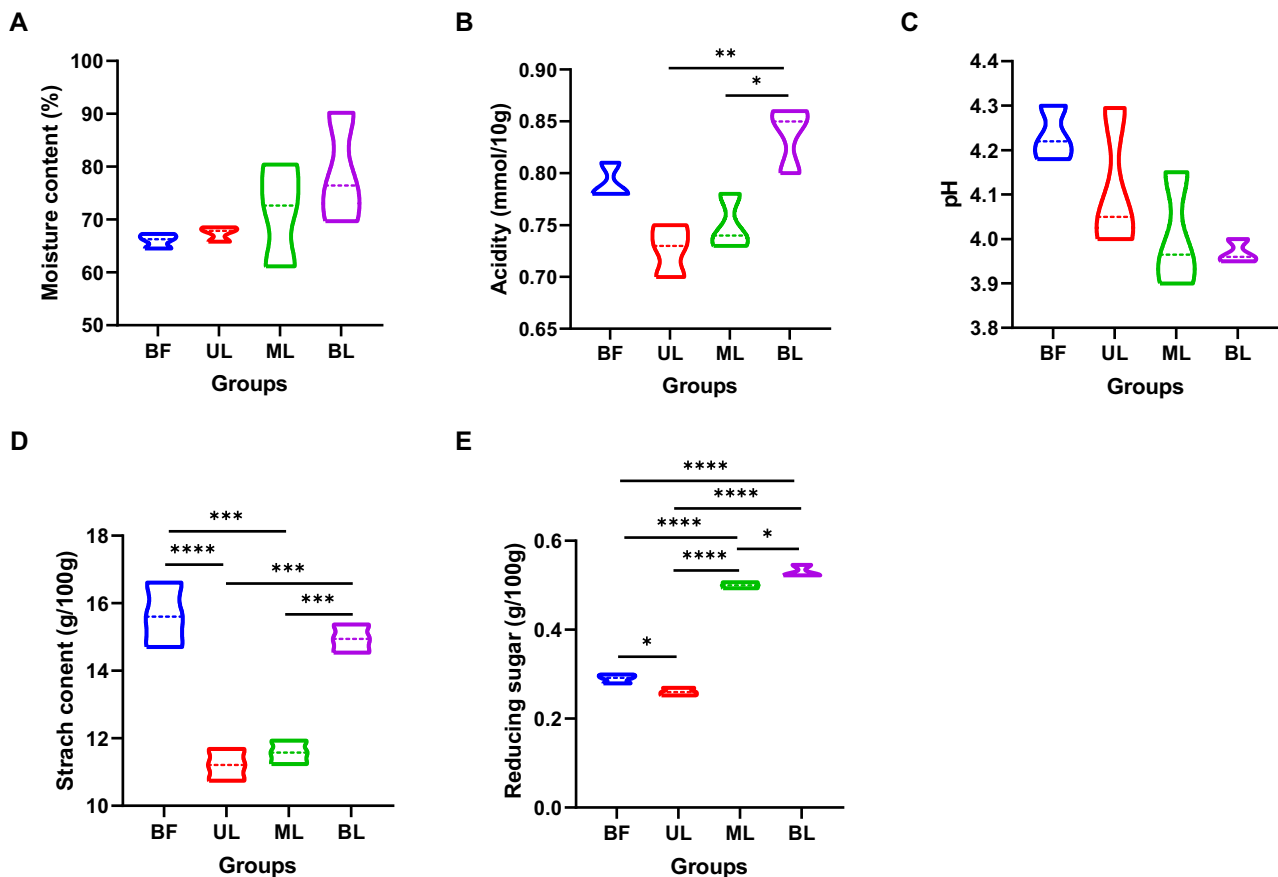 A
Moisture content (%)
100
90
80
70
60
50
BF UL ML BL
Groups
B
Acidity (mmol/10g)
0.90
0.85
0.80
0.75
0.70
0.65
**
*
BF UL ML BL
Groups
C
pH
4.4
4.3
4.2
4.1
4.0
3.9
3.8
BF UL ML BL
Groups
D
Strach conent (g/100g)
18
16
14
12
10
***
**** ***
***
BF UL ML BL
Groups
E
Reducing sugar (g/100g)
0.6
0.4
0.2
0.0
****
****
**** *
****
*
BF UL ML BL
Groups